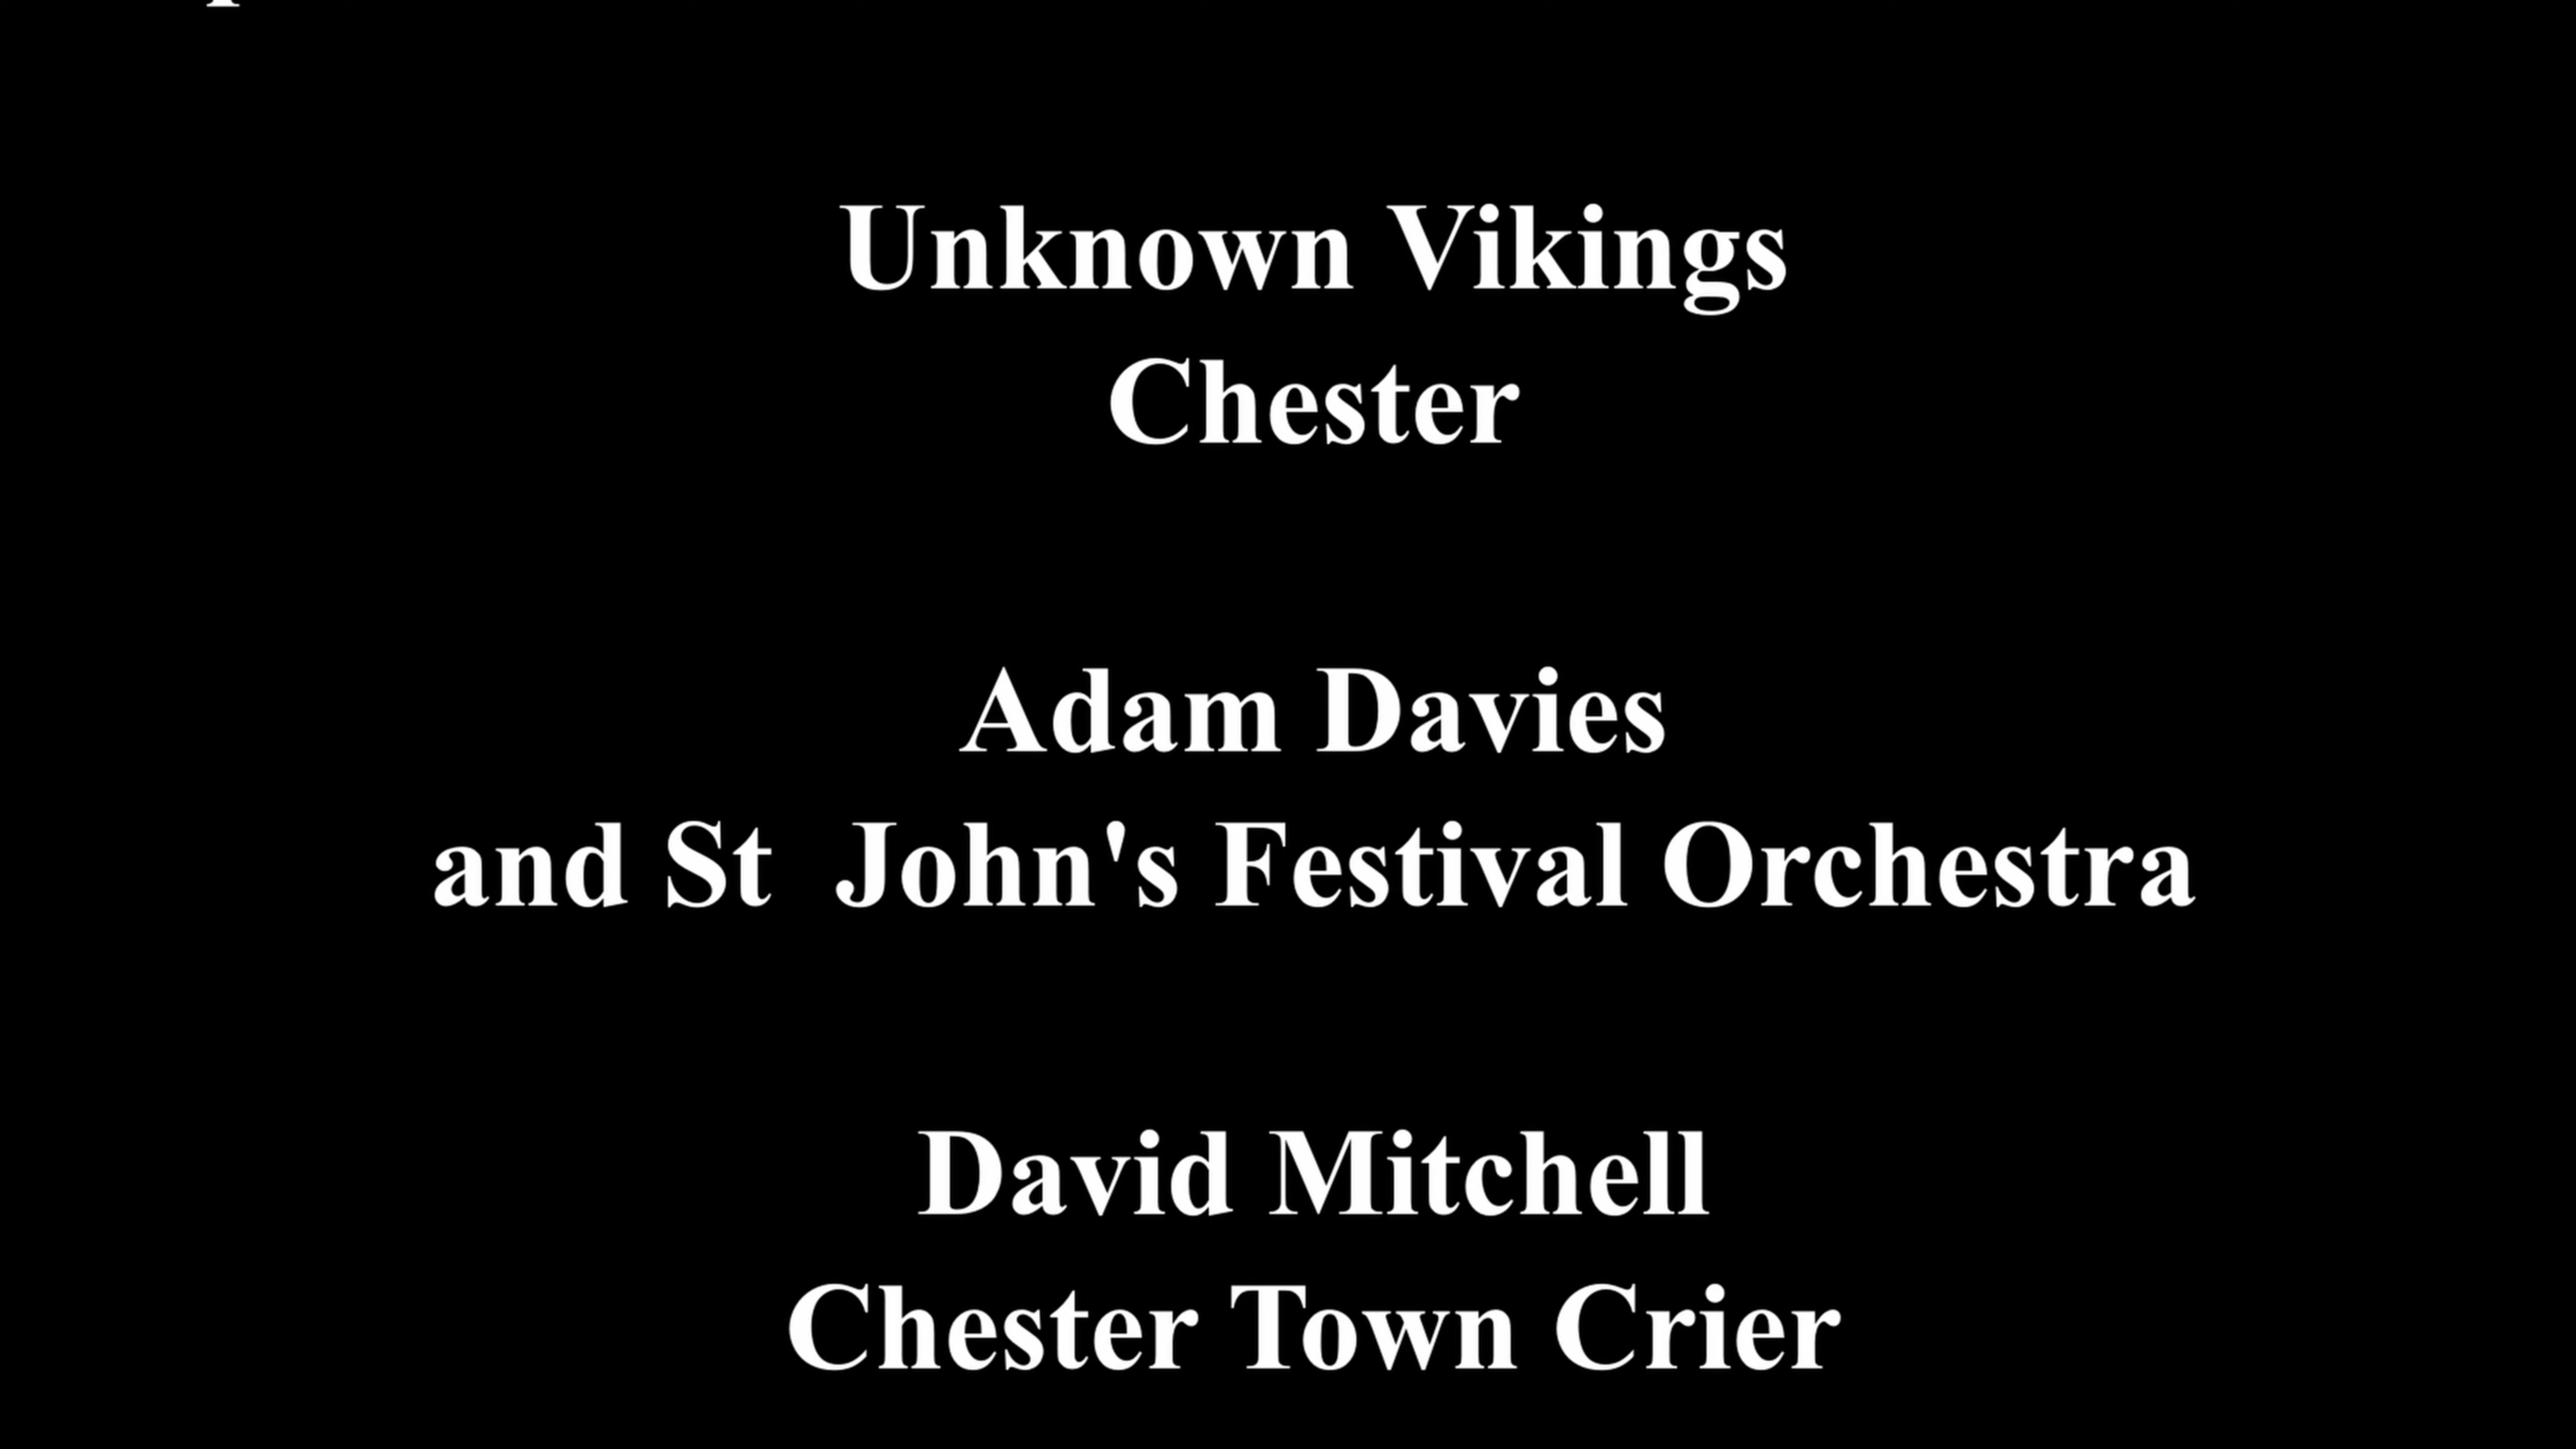 Unknown Vikings
Chester
Adam Davies
and St  John's Festival Orchestra
David Mitchell
Chester Town Crier